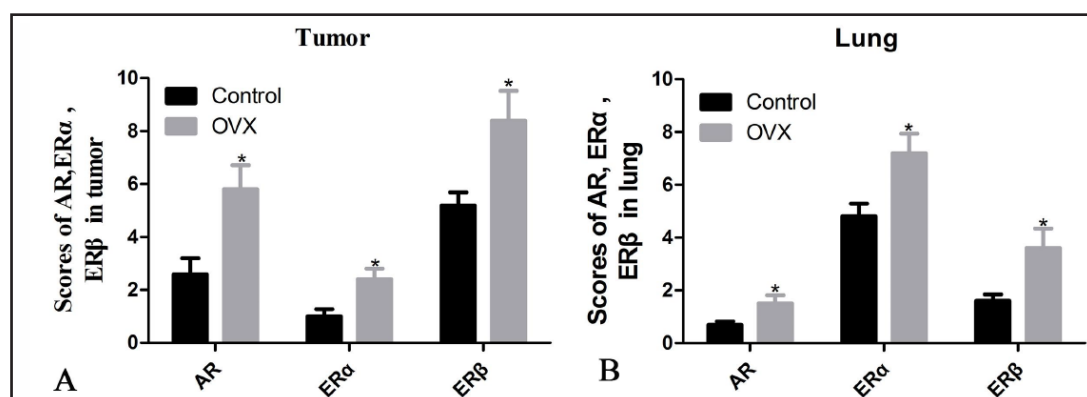 Tumor
Scores of AR,ERα ,
ERβ in tumor
10
8
6
4
2
0
Control
OVX
*
*
*
AR
ERα
ERβ
A
Lung
Scores of AR, ERα ,
ERβ in lung
10
8
6
4
2
0
Control
OVX
*
*
*
AR
ERα
ERβ
B